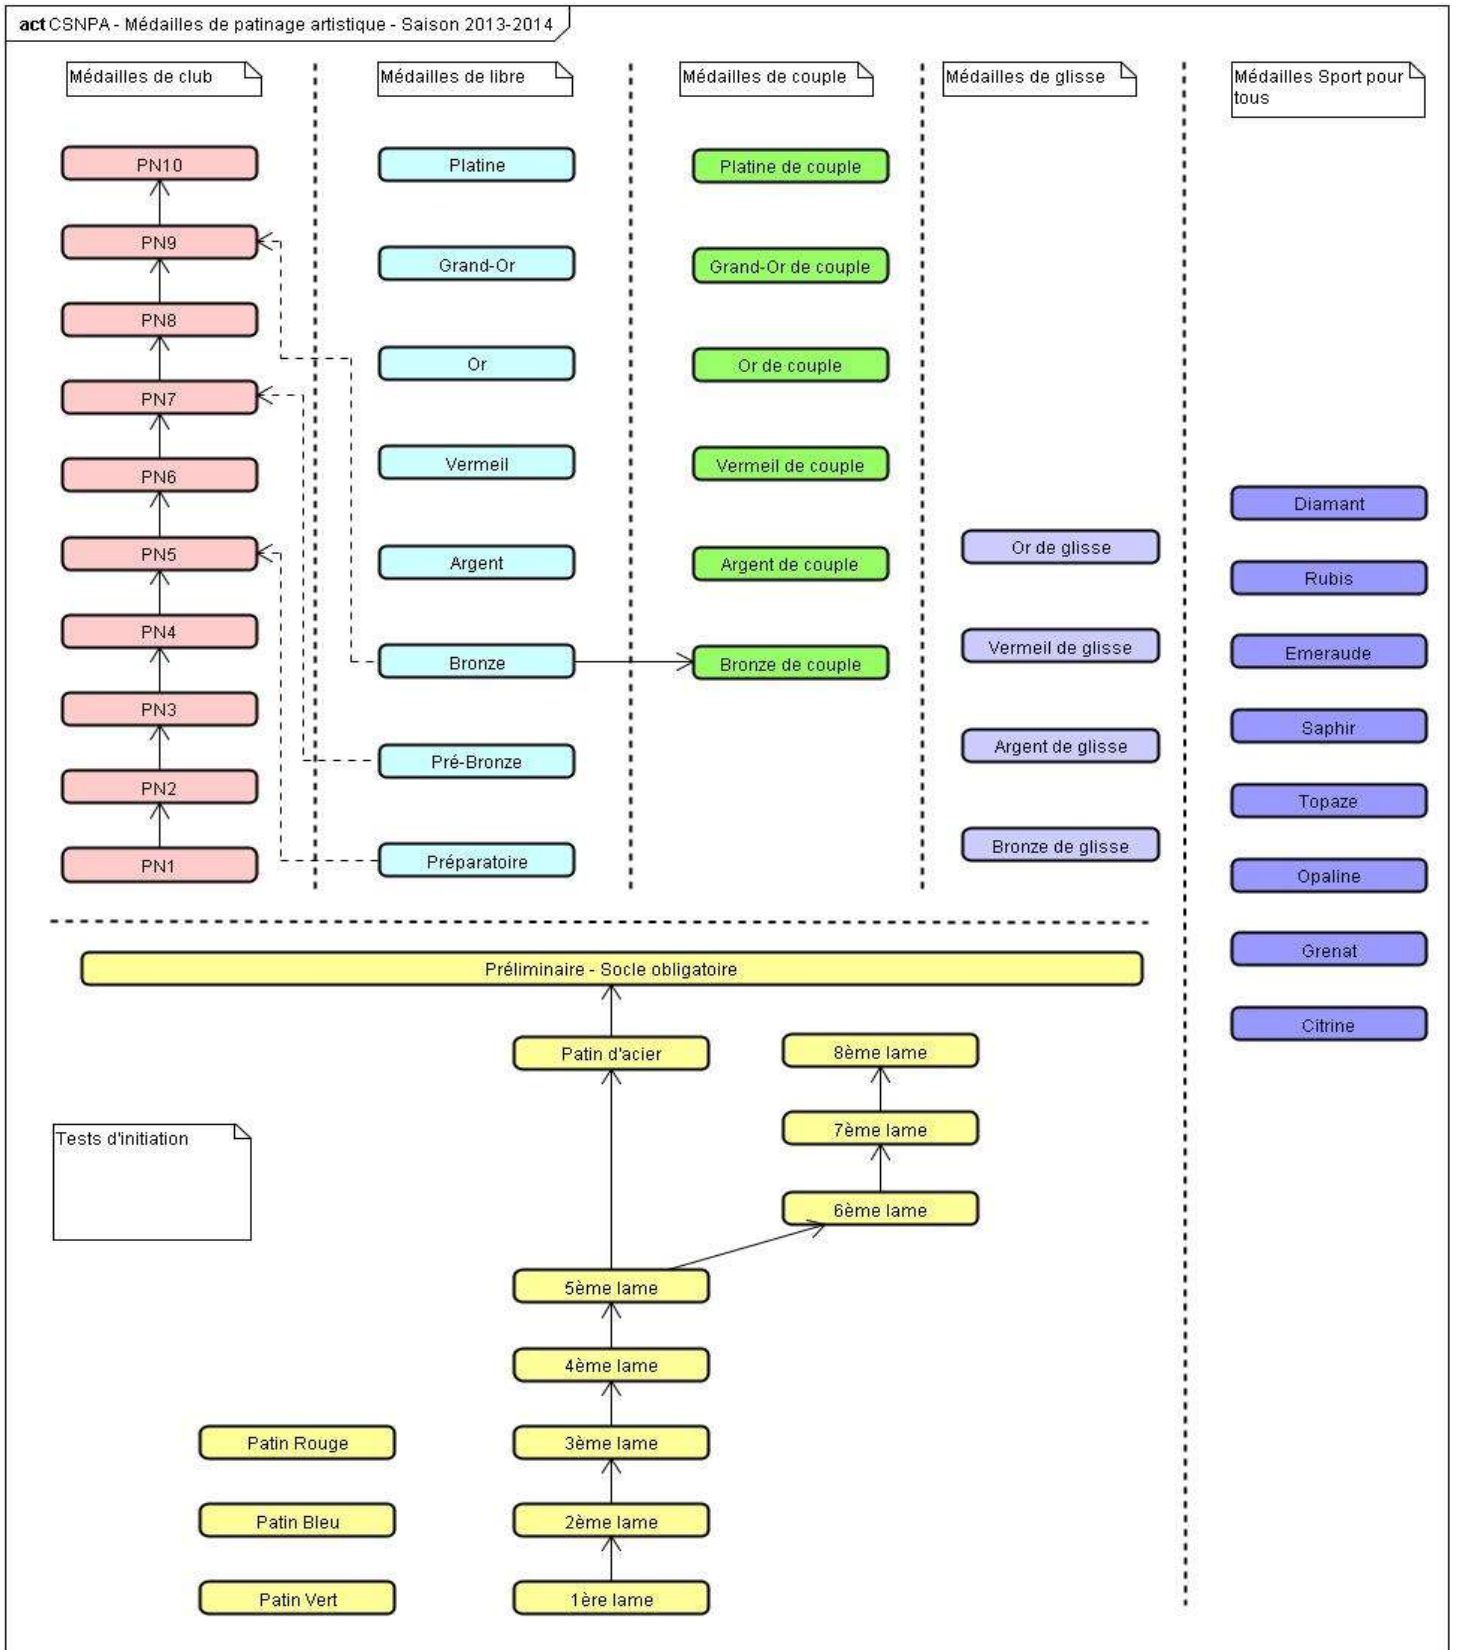 act CSNPA - Médailles de patinage artistique - Saison 2013-2014
Médailles de club
Médailles de libre
Médailles de couple
Médailles de glisse
Médailles Sport pour
tous
PN10
PN9
PN8
PN7
PN6
PN5
PN4
PN3
PN2
PN1
Platine
Grand-Or
Or
Vermeil
Argent
Bronze
Pré-Bronze
Préparatoire
Platine de couple
Grand-Or de couple
Or de couple
Vermeil de couple
Argent de couple
Bronze de couple
Or de glisse
Vermeil de glisse
Argent de glisse
Bronze de glisse
Diamant
Rubis
Emeraude
Saphir
Topaze
Opaline
Grenat
Citrine
Préliminaire - Socle obligatoire
Patin d'acier
8ème lame
7ème lame
6ème lame
Tests d'initiation
5ème lame
4ème lame
3ème lame
2ème lame
1ère lame
Patin Rouge
Patin Bleu
Patin Vert